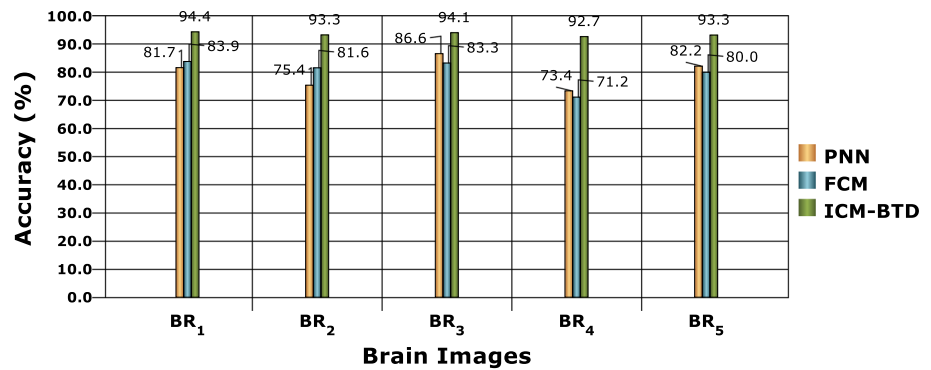 100.0
90.0
80.0
70.0
60.0
50.0
40.0
30.0
20.0
10.0
0.0
Accuracy (%)
94.4
81.7
83.9
93.3
75.4
81.6
94.1
86.6
83.3
92.7
73.4
71.2
93.3
82.2
80.0
BR1
BR2
BR3
BR4
BR5
Brain Images
PNN
FCM
ICM-BTD